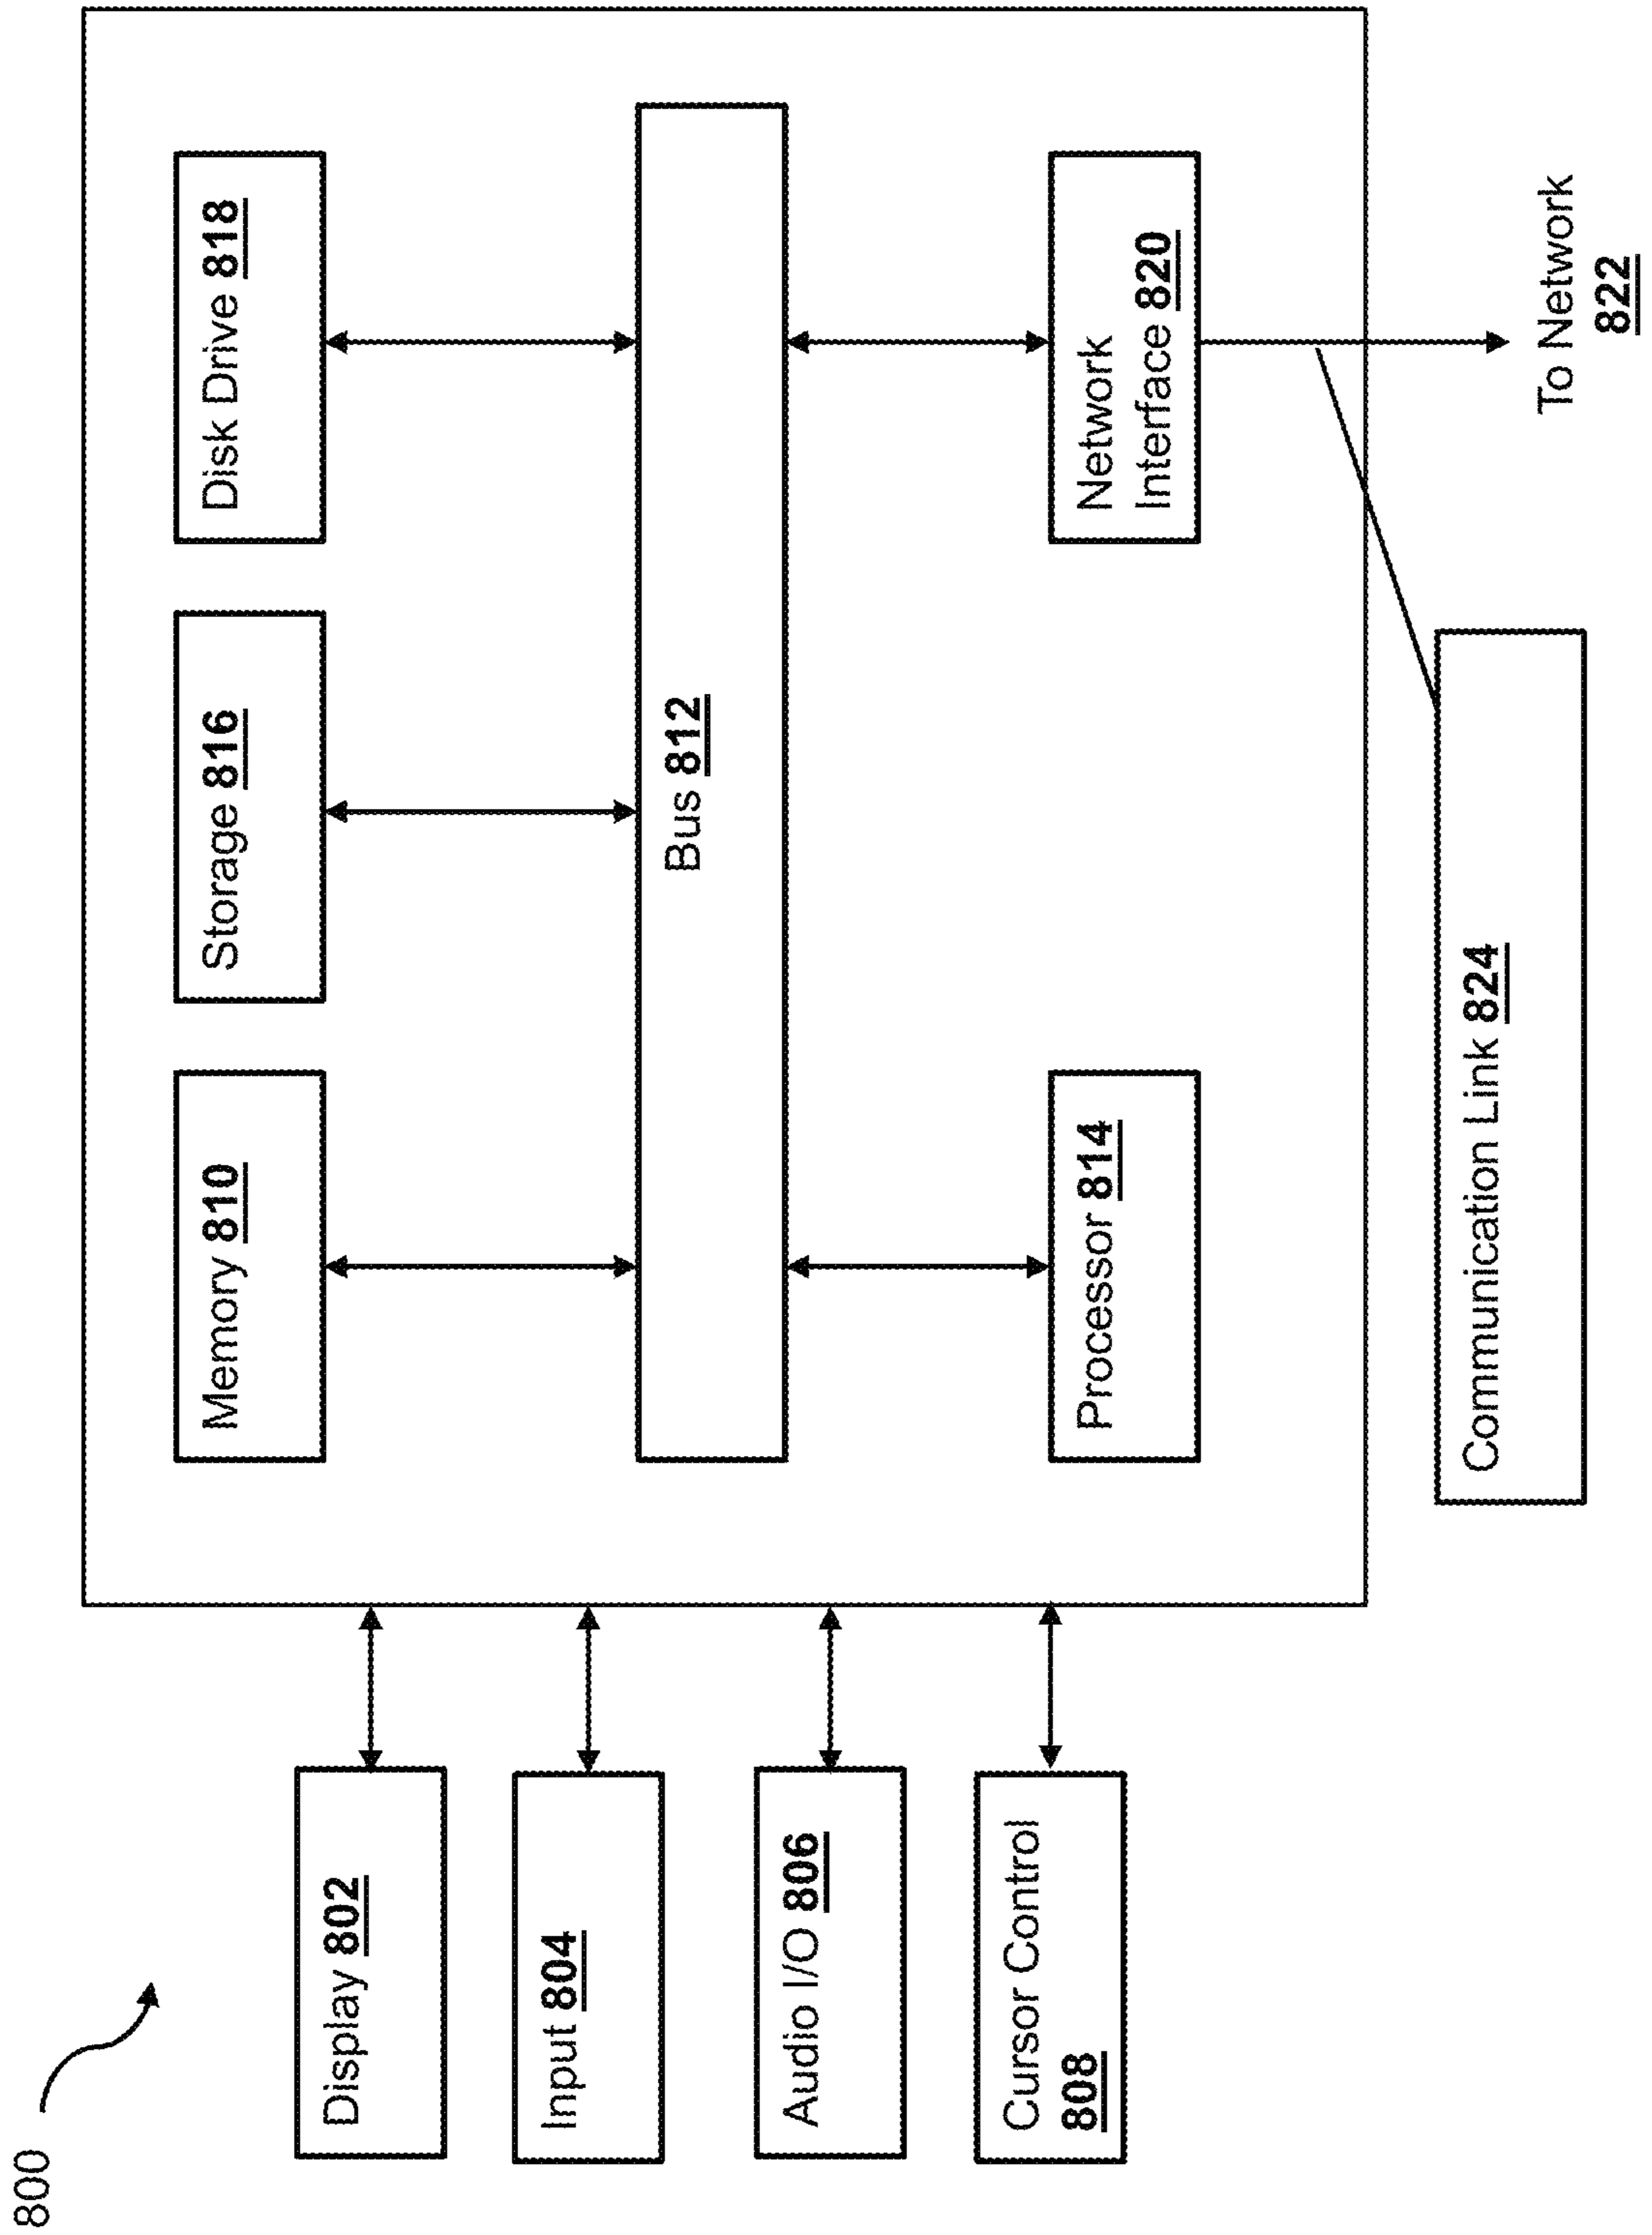 800
Display 802
Input 804
Audio I/O 806
Cursor Control
808
Memory 810
Storage 816
Disk Drive 818
Bus 812
Processor 814
Network
Interface 820
Communication Link 824
To Network
822